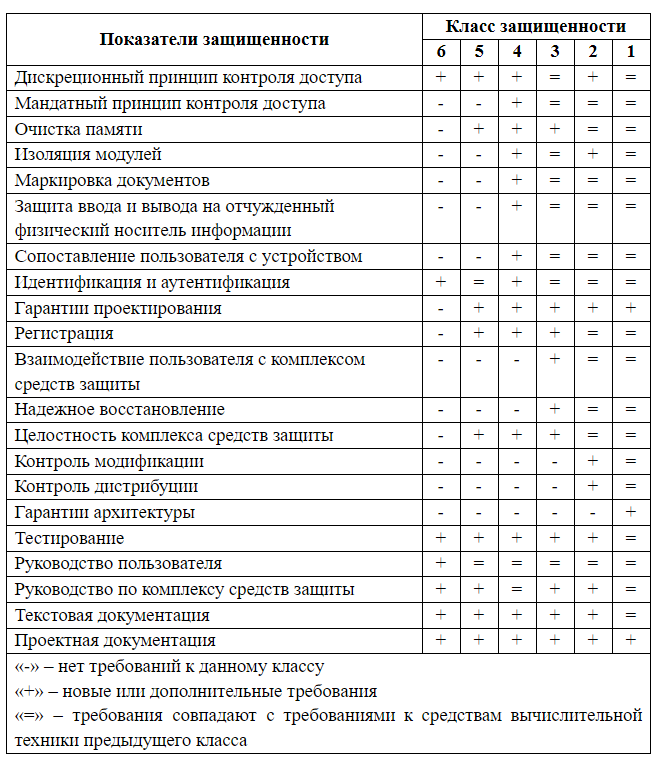 Показатели защищенности Класс защищенности
6 5 4 3 2 1
Дискреционный принцип контроля доступа + + + = + =
Мандатный принцип контроля доступа - - + = = =
Очистка памяти - + + + = =
Изоляция модулей - - + = + =
Маркировка документов - - + = = =
Защита ввода и вывода на отчужденный
физический носитель информации - - + = = =
Сопоставление пользователя с устройством - - + = = =
Идентификация и аутентификация + = + = = =
Гарантии проектирования - + + + + +
Регистрация - + + + = =
Взаимодействие пользователя с комплексом
средств защиты - - - + = =
Надежное восстановление - - - + = =
Целостность комплекса средств защиты - + + + = =
Контроль модификации - - - - + =
Контроль дистрибуции - - - - + =
Гарантии архитектуры - - - - - +
Тестирование + + + + + =
Руководство пользователя + = = = = =
Руководство по комплексу средств защиты + + = + + =
Текстовая документация + + + + + =
Проектная документация + + + + + +
«-» – нет требований к данному классу
«+» – новые или дополнительные требования
«=» – требования совпадают с требованиями к средствам вычислительной
техники предыдущего класса